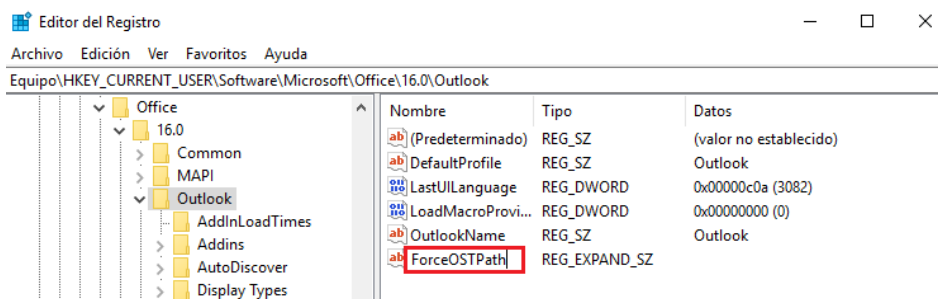 Editor del Registro
Archivo Edición Ver Favoritos Ayuda
Equipo\HKEY_CURRENT_USER\Software\Microsoft\Office\16.0\Outlook
Office
16.0
Common
MAPI
Outlook
AddInLoadTimes
Addins
AutoDiscover
Display Types
Nombre Tipo Datos
(Predeterminado) REG_SZ (valor no establecido)
DefaultProfile REG_SZ Outlook
LastUILanguage REG_DWORD 0x00000c0a (3082)
LoadMacroProvi... REG_DWORD 0x00000000 (0)
OutlookName REG_SZ Outlook
ForceOSTPath REG_EXPAND_SZ